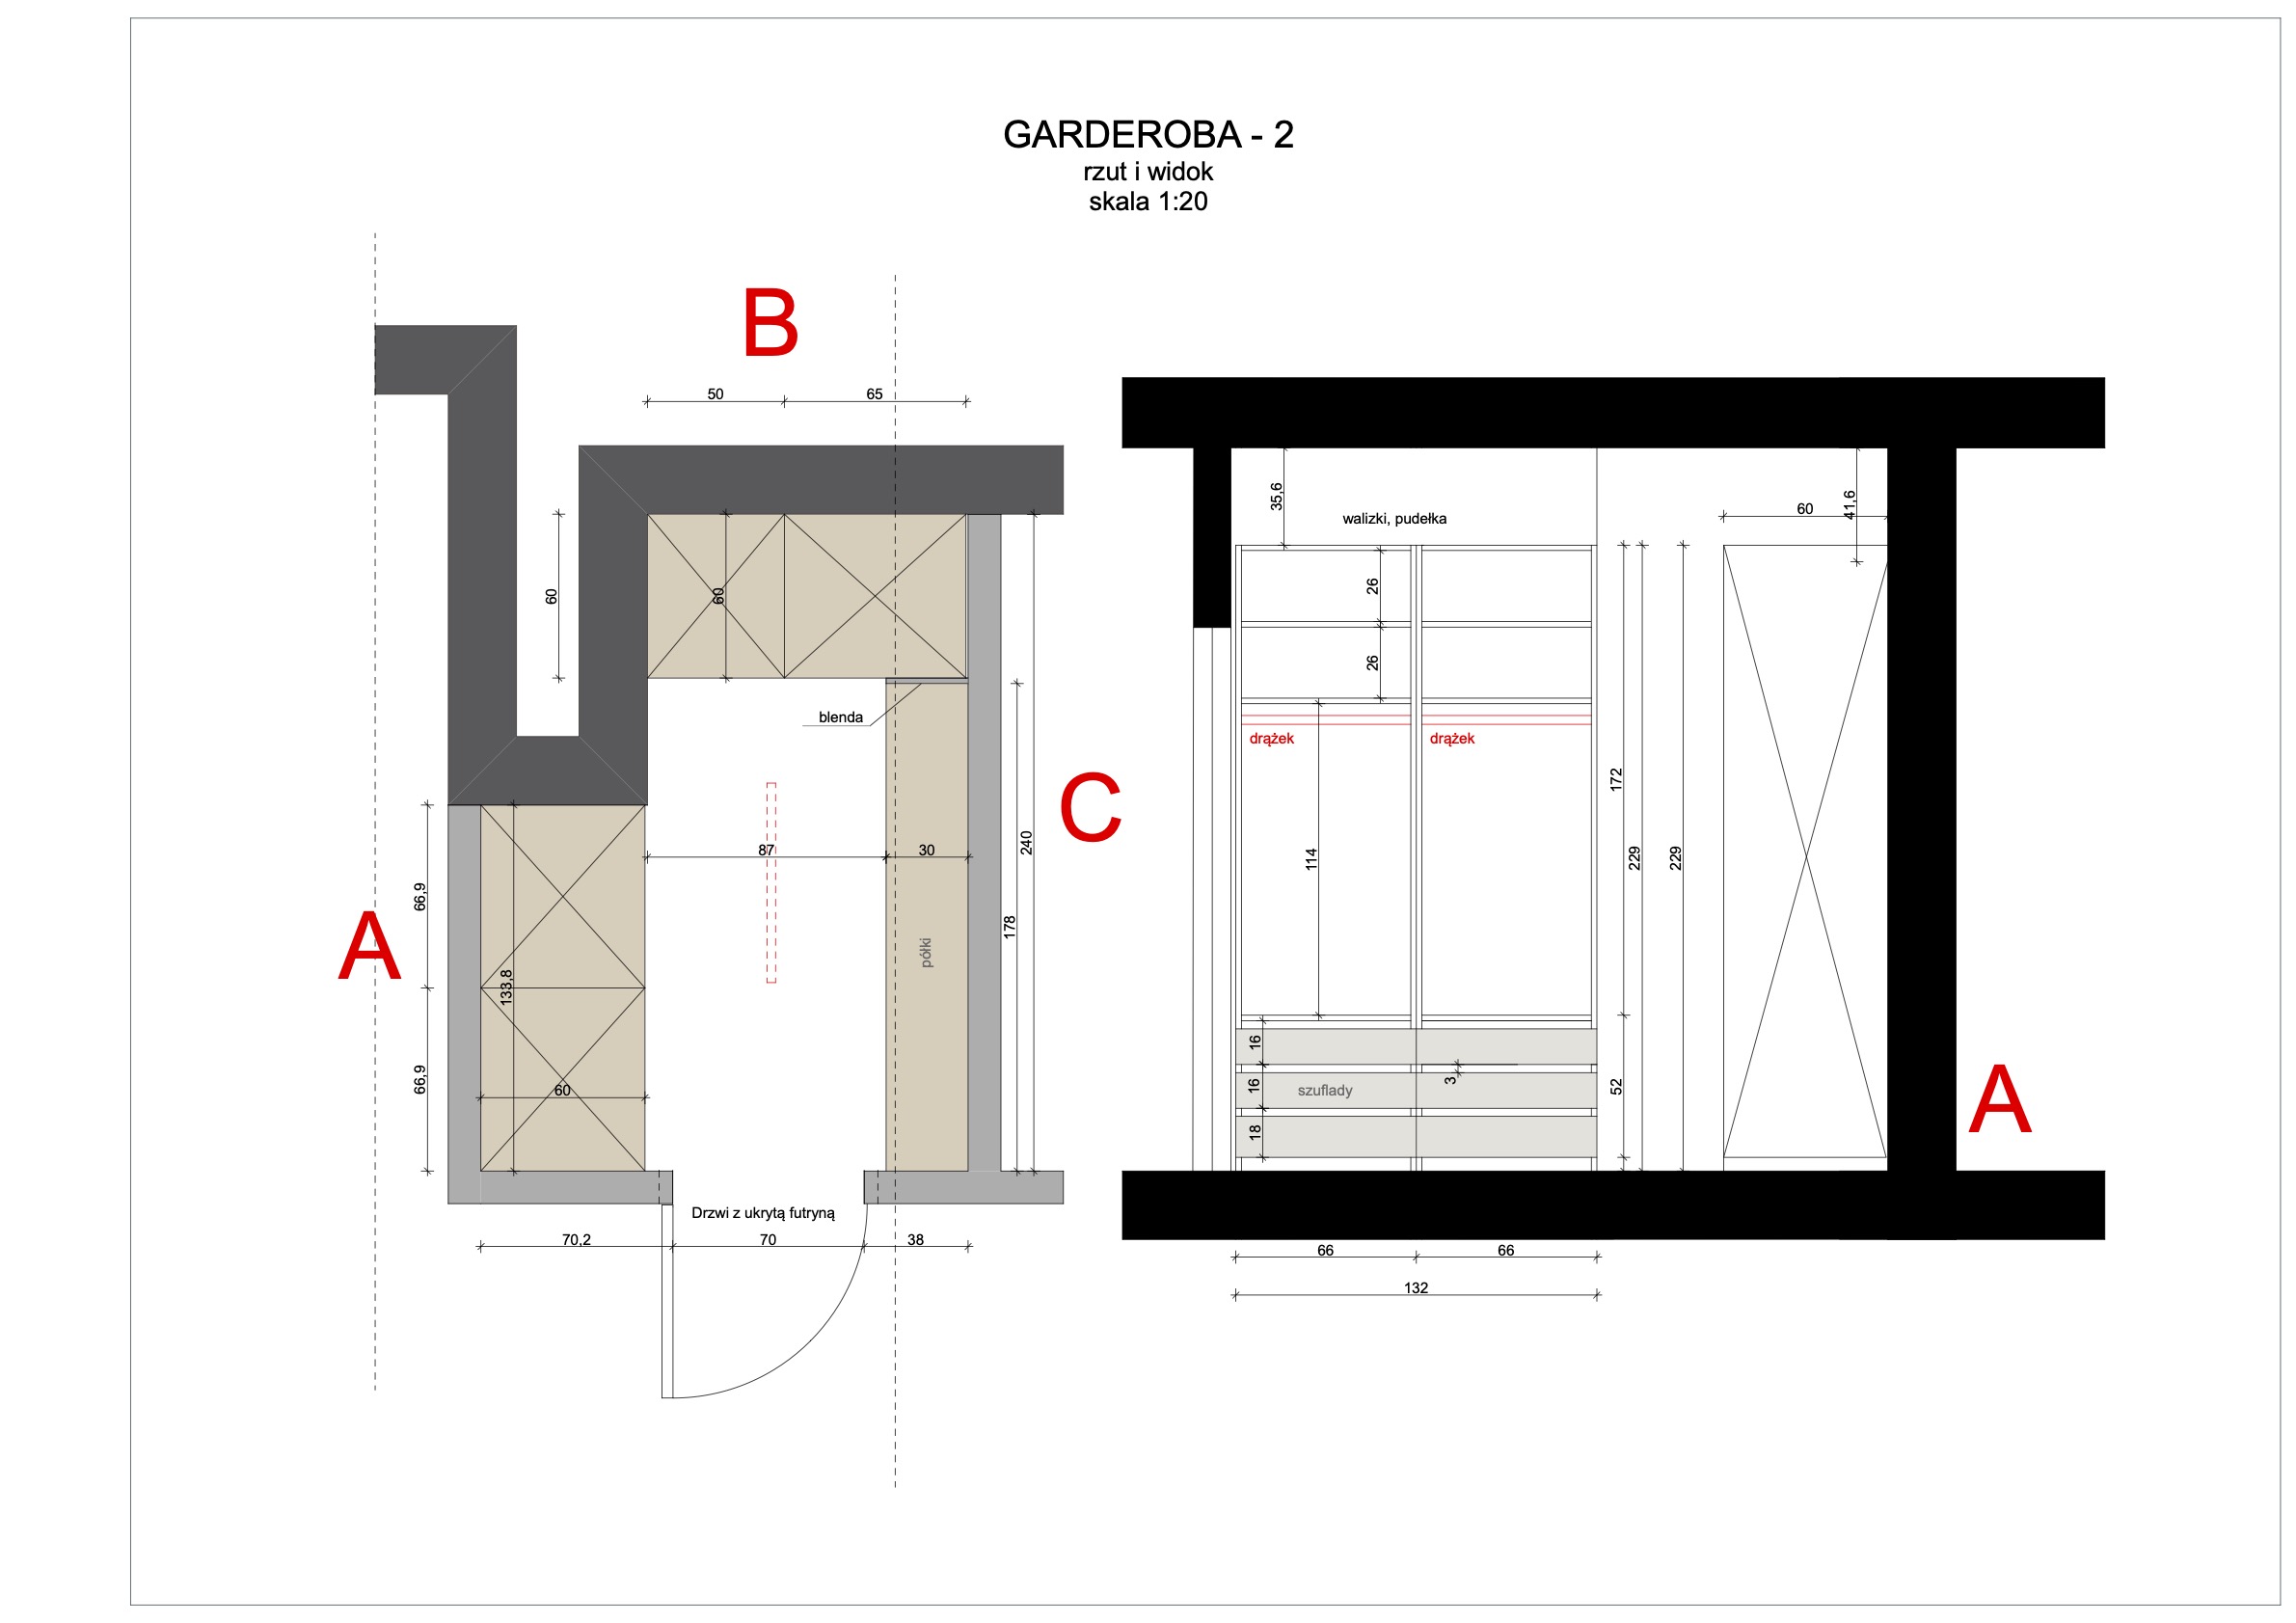 GARDEROBA - 2
rzut i widok
skala 1:20
B
50
65
60
60
blenda
C
87
30
240
178
półki
66,9
A
133,8
66,9
60
Drzwi z ukrytą futryną
70,2
70
38
35,6
walizki, pudełka
60
41,6
26
26
drążek
drążek
172
114
229
229
16
16
szuflady
3
18
52
A
66
66
132